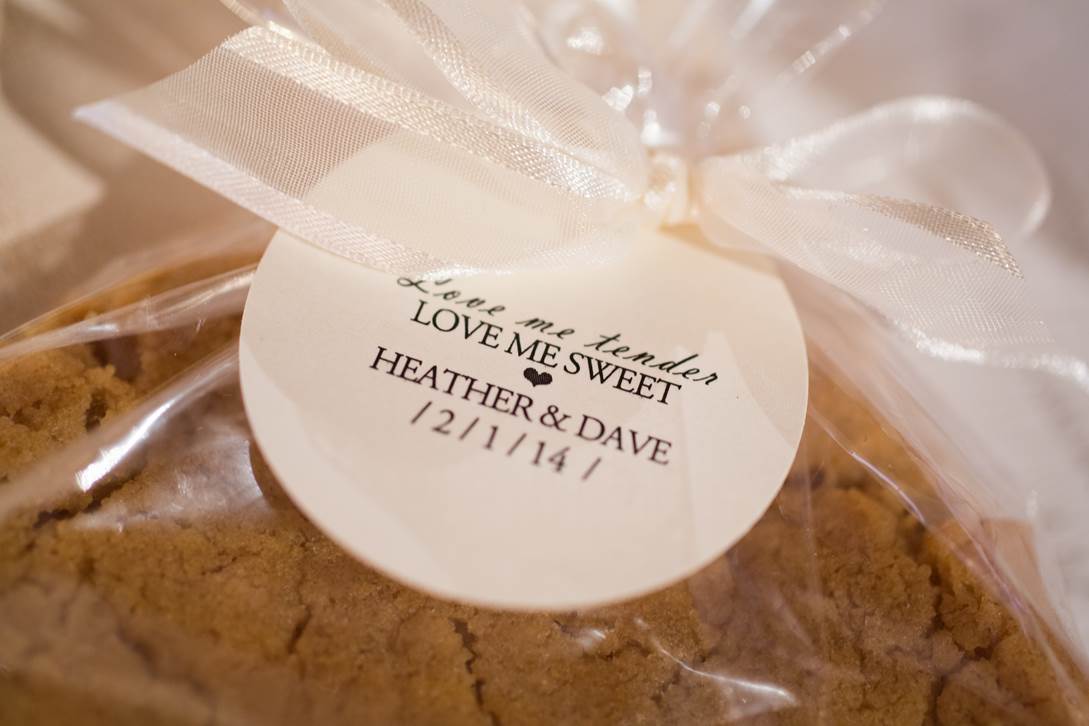 Love me tender
LOVE ME SWEET
HEATHER & DAVE
/ 2 / 1 / 14 /